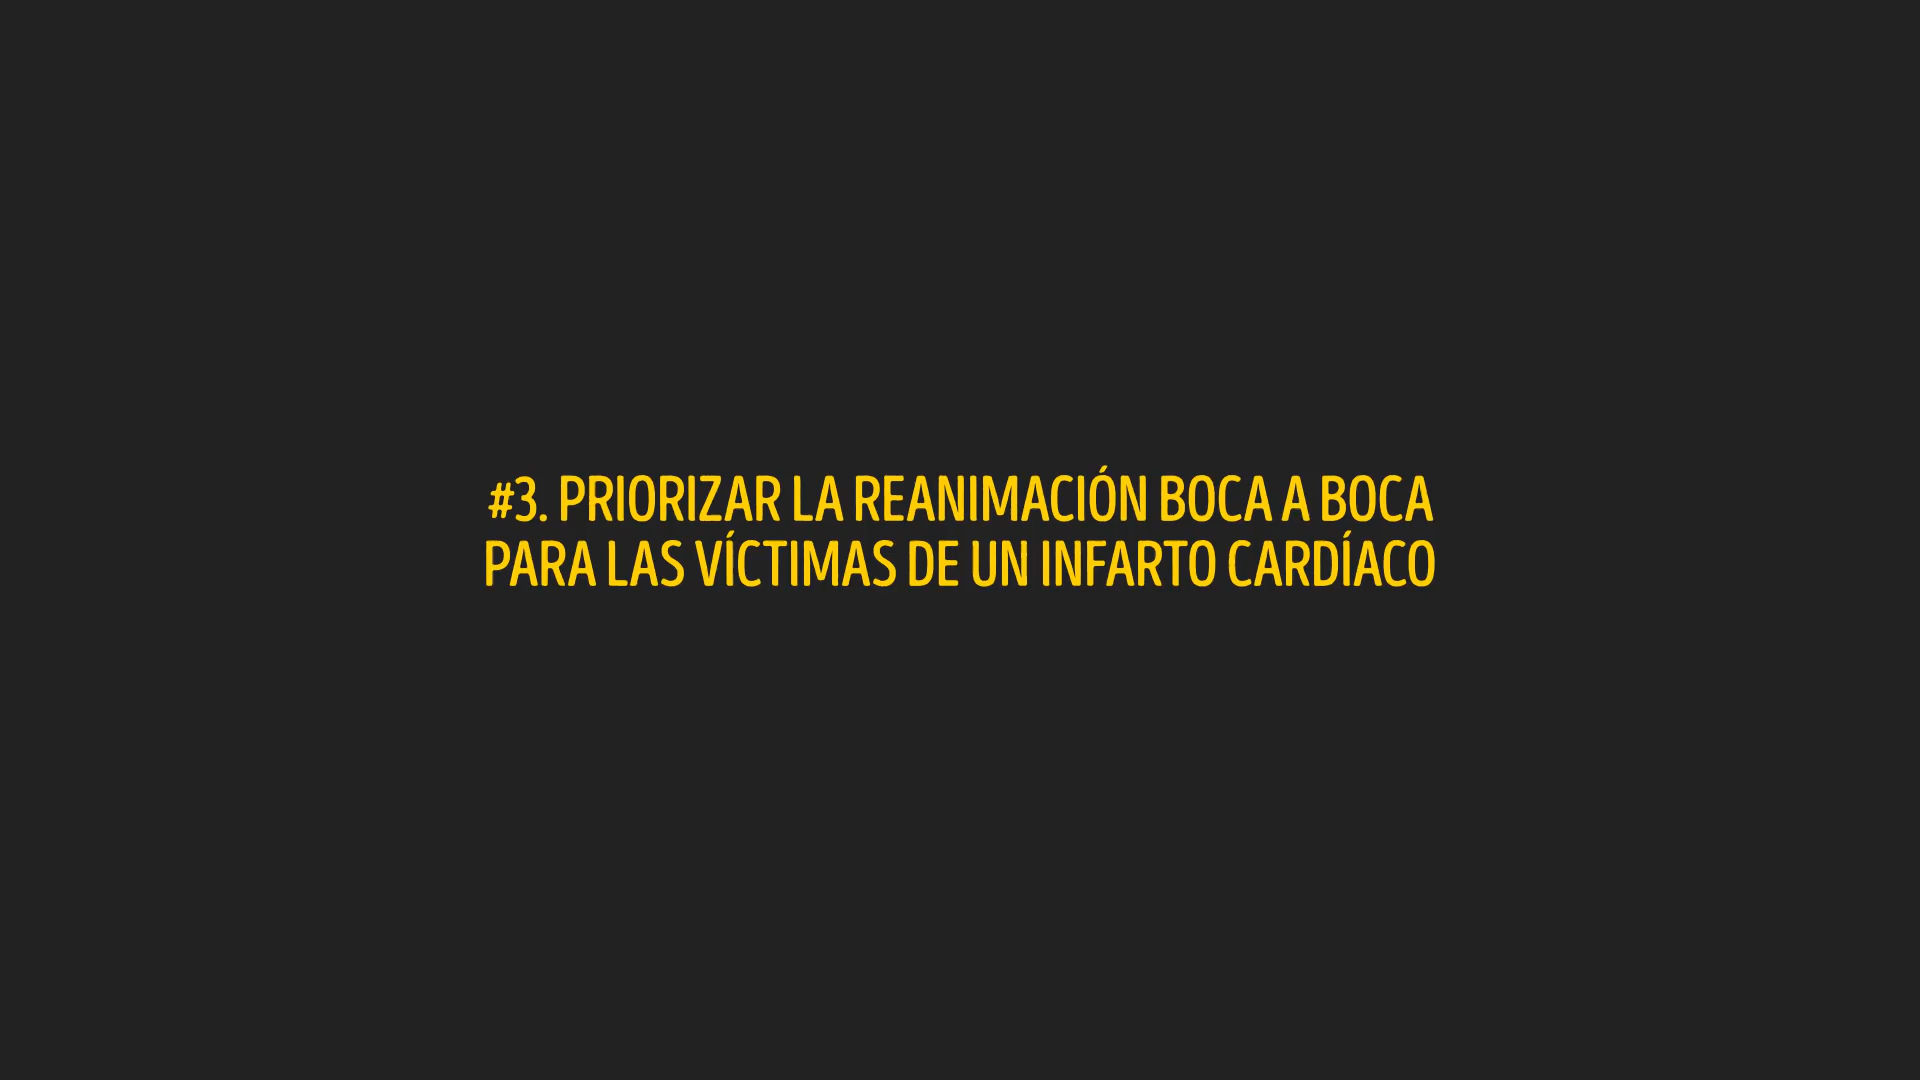 #3. PRIORIZAR LA REANIMACIÓN BOCA A BOCA
PARA LAS VÍCTIMAS DE UN INFARTO CARDÍACO